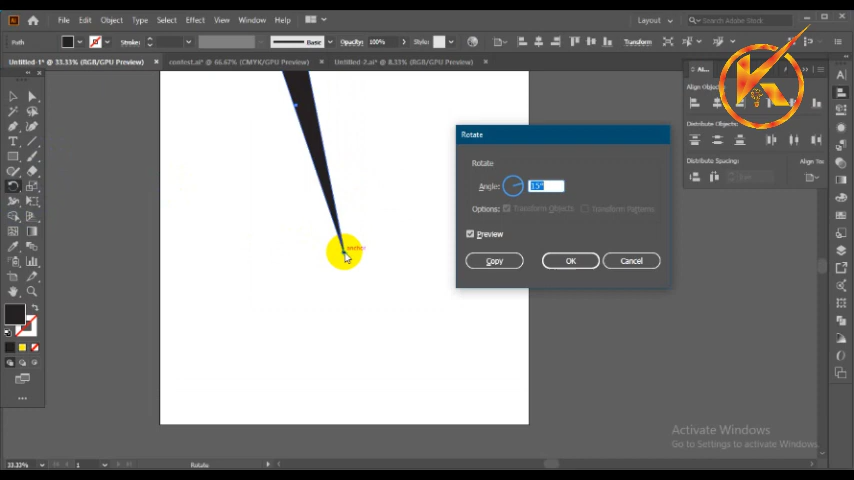 File Edit Object Type Select Effect View Window Help
Layout
Search Adobe Stock
Path
Stroke:
Basic
Opacity: 100%
Style:
Transform
Untitled-1* @ 33.33% (RGB/GPU Preview)
contest.ai* @ 66.67% (CMYK/GPU Preview)
Untitled-2.ai* @ 8.33% (RGB/GPU Preview)
Align Objects:
Distribute Objects:
Distribute Spacing:
Rotate
Rotate
Angle: 15°
Options: Transform Objects Transform Patterns
Preview
Copy OK Cancel
anchor
Activate Windows
Go to Settings to activate Windows.
33.33% 1 Rotate